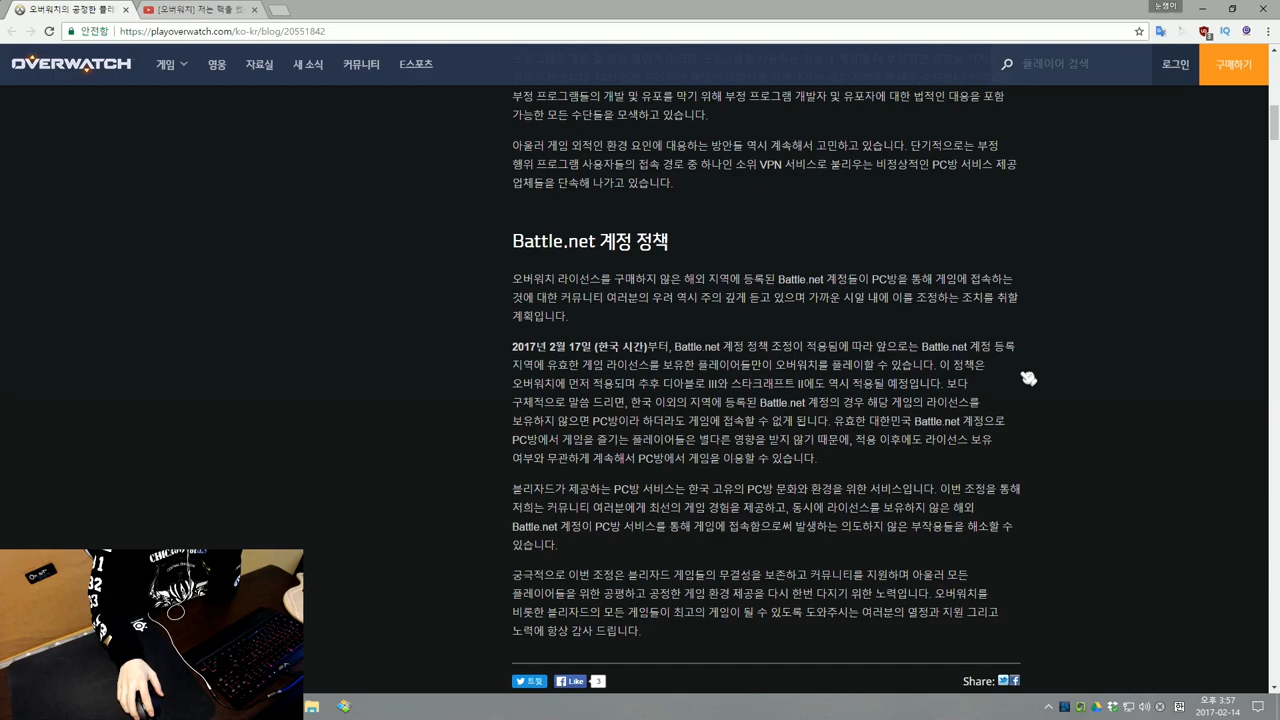 오버워치의 공정한 플레
[오버워치] 저는 핵을 썼
눈쟁이
안전함
https://playoverwatch.com/ko-kr/blog/20551842
OVERWATCH
게임
영웅
자료실
새 소식
커뮤니티
E스포츠
플레이어 검색
로그인
구매하기
부정 프로그램들의 개발 및 유포를 막기 위해 부정 프로그램 개발자 및 유포자에 대한 법적인 대응을 포함
가능한 모든 수단들을 모색하고 있습니다.
아울러 게임 외적인 환경 요인에 대응하는 방안들 역시 계속해서 고민하고 있습니다. 단기적으로는 부정
행위 프로그램 사용자들의 접속 경로 중 하나인 소위 VPN 서비스로 불리우는 비정상적인 PC방 서비스 제공
업체들을 단속해 나가고 있습니다.
Battle.net 계정 정책
오버워치 라이선스를 구매하지 않은 해외 지역에 등록된 Battle.net 계정들이 PC방을 통해 게임에 접속하는
것에 대한 커뮤니티 여러분의 우려 역시 주의 깊게 듣고 있으며 가까운 시일 내에 이를 조정하는 조치를 취할
계획입니다.
2017년 2월 17일 (한국 시간)부터, Battle.net 계정 정책 조정이 적용됨에 따라 앞으로는 Battle.net 계정 등록
지역에 유효한 게임 라이선스를 보유한 플레이어들만이 오버워치를 플레이할 수 있습니다. 이 정책은
오버워치에 먼저 적용되며 추후 디아블로 III와 스타크래프트 II에도 역시 적용될 예정입니다. 보다
구체적으로 말씀 드리면, 한국 이외의 지역에 등록된 Battle.net 계정의 경우 해당 게임의 라이선스를
보유하지 않으면 PC방이라 하더라도 게임에 접속할 수 없게 됩니다. 유효한 대한민국 Battle.net 계정으로
PC방에서 게임을 즐기는 플레이어들은 별다른 영향을 받지 않기 때문에, 적용 이후에도 라이선스 보유
여부와 무관하게 계속해서 PC방에서 게임을 이용할 수 있습니다.
블리자드가 제공하는 PC방 서비스는 한국 고유의 PC방 문화와 환경을 위한 서비스입니다. 이번 조정을 통해
저희는 커뮤니티 여러분에게 최선의 게임 경험을 제공하고, 동시에 라이선스를 보유하지 않은 해외
Battle.net 계정이 PC방 서비스를 통해 게임에 접속함으로써 발생하는 의도하지 않은 부작용들을 해소할 수
있습니다.
궁극적으로 이번 조정은 블리자드 게임들의 무결성을 보존하고 커뮤니티를 지원하며 아울러 모든
플레이어들을 위한 공평하고 공정한 게임 환경 제공을 다시 한번 다지기 위한 노력입니다. 오버워치를
비롯한 블리자드의 모든 게임들이 최고의 게임이 될 수 있도록 도와주시는 여러분의 열정과 지원 그리고
노력에 항상 감사 드립니다.
트윗
Like
3
Share:
CHICAGO BULLS
오후 3:57
2017-02-14